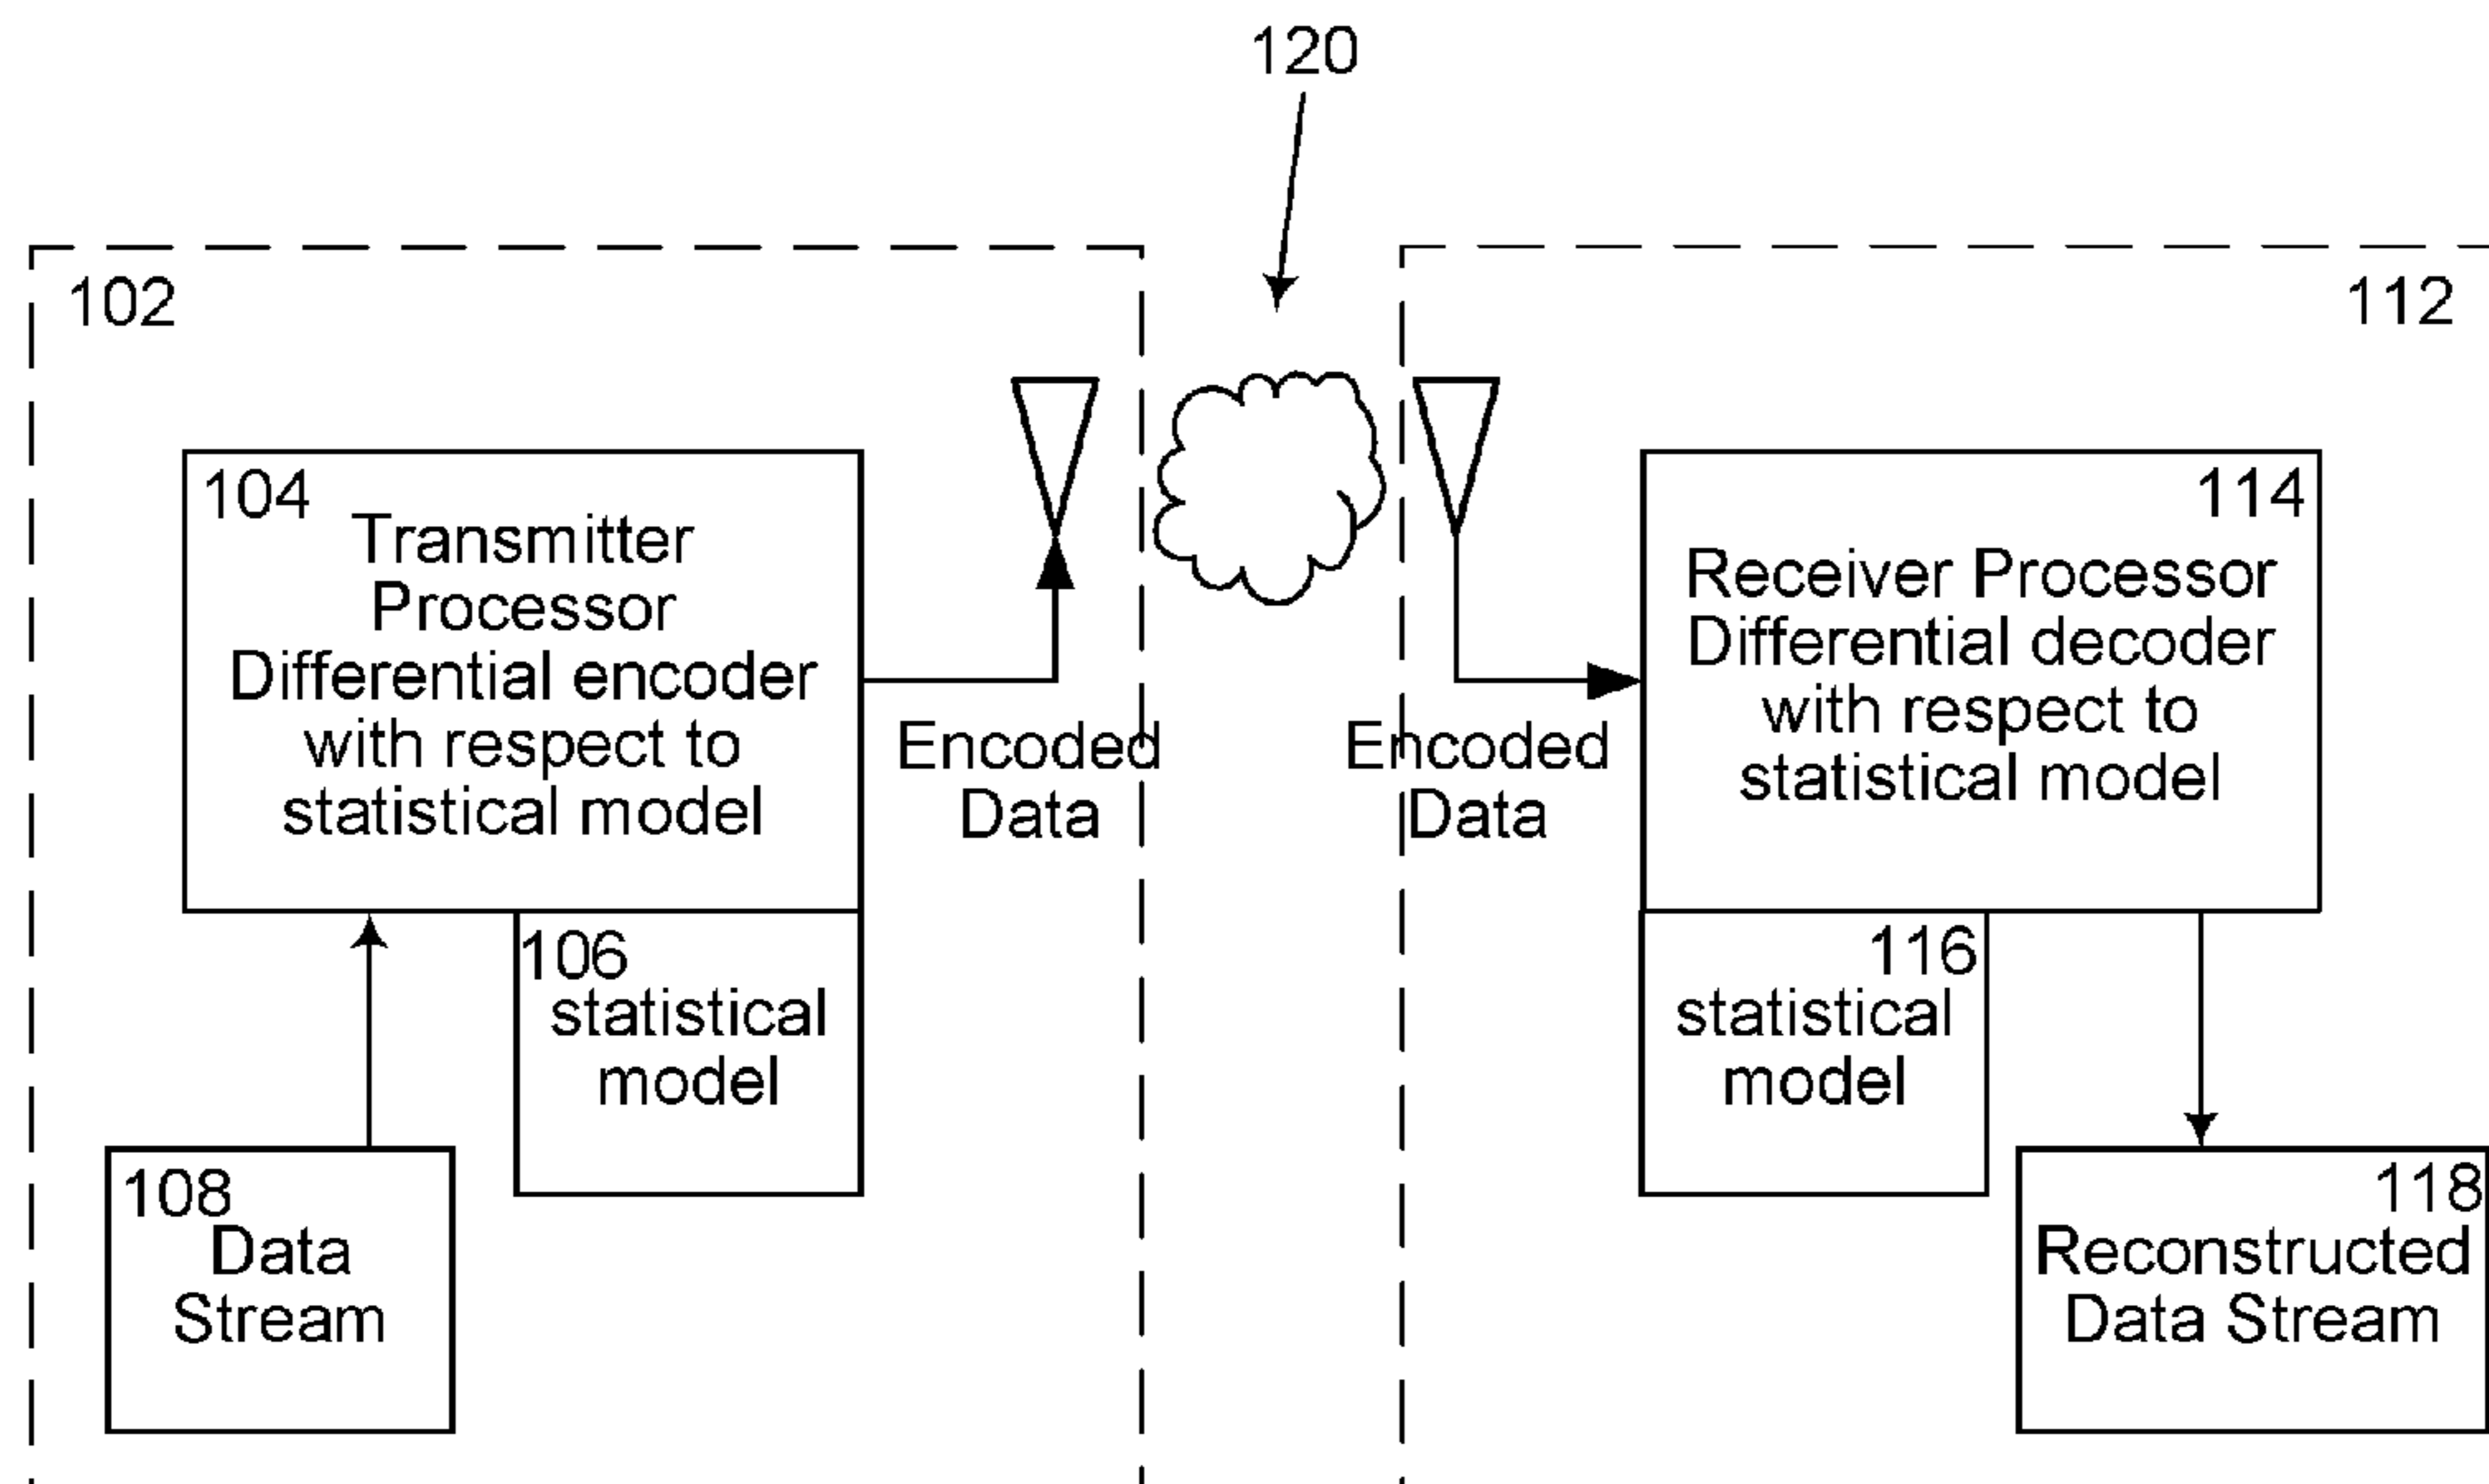 120
102
112
104
Transmitter
Processor
Differential encoder
with respect to
statistical model
Encoded
Data
106
statistical
model
108
Data
Stream
Encoded
Data
114
Receiver Processor
Differential decoder
with respect to
statistical model
116
statistical
model
118
Reconstructed
Data Stream